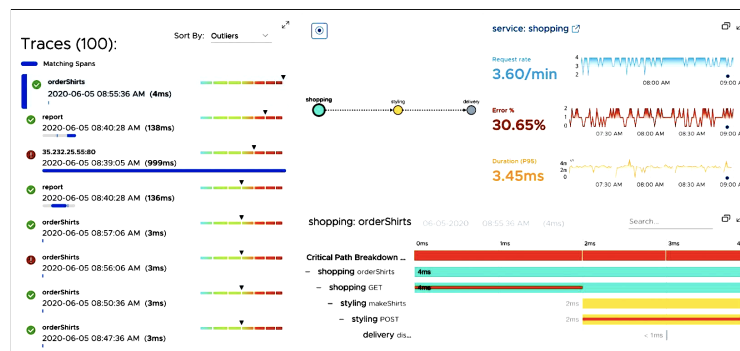 Traces (100):
Sort By: Outliers
Matching Spans
orderShirts
2020-06-05 08:55:36 AM (4ms)
report
2020-06-05 08:40:28 AM (138ms)
35.232.25.55:80
2020-06-05 08:39:05 AM (999ms)
report
2020-06-05 08:40:28 AM (136ms)
orderShirts
2020-06-05 08:57:06 AM (3ms)
orderShirts
2020-06-05 08:56:06 AM (3ms)
orderShirts
2020-06-05 08:50:36 AM (3ms)
orderShirts
2020-06-05 08:47:36 AM (3ms)
shopping
styling
delivery
service: shopping
Request rate
3.60/min
4
3
2
08:00 AM
09:00 A
Error %
30.65%
2
1
0
07:30 AM 08:00 AM 08:30 AM 09:00 A
Duration (P95)
3.45ms
4n
2n
0
07:30 AM 08:00 AM 08:30 AM 09:00 A
shopping: orderShirts 06-05-2020 08:55:36 AM (4ms)
Search...
0ms 1ms 2ms 3ms 4
Critical Path Breakdown ...
– shopping orderShirts 4ms
– shopping GET 4ms
– styling makeShirts 2ms
– styling POST 2ms
delivery dis... < 1ms